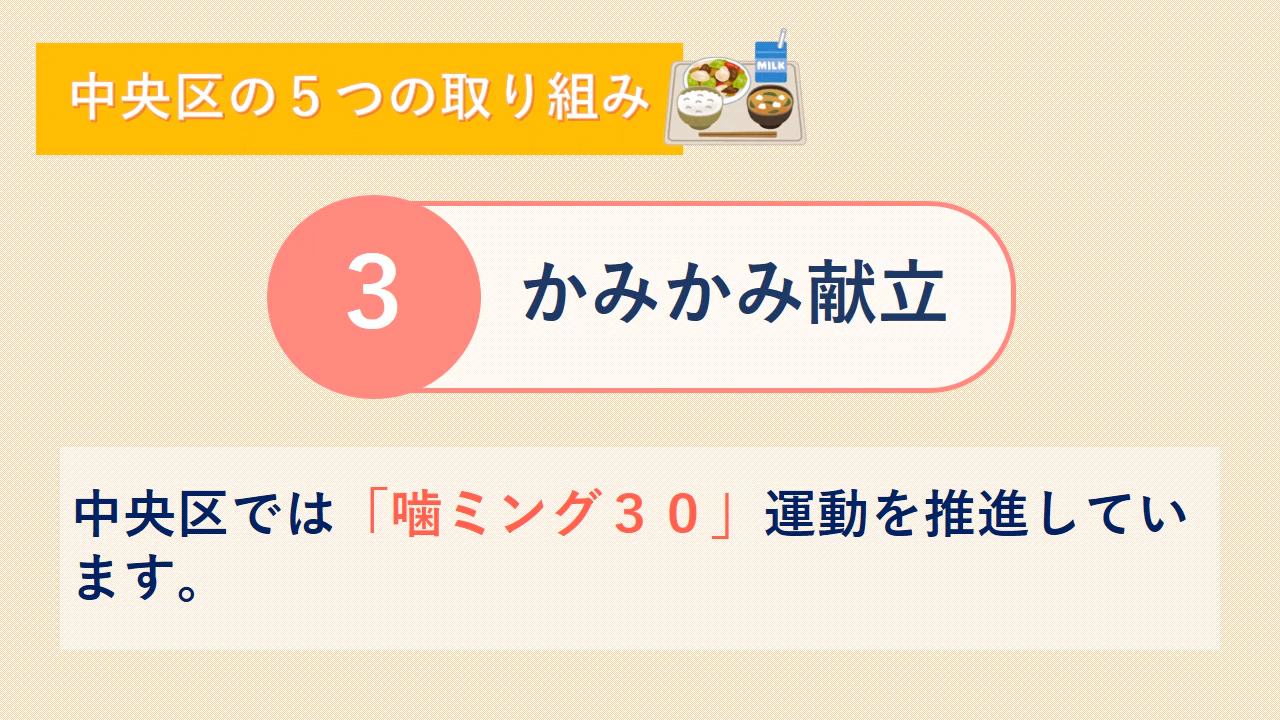 中央区の５つの取り組み
MILK
3
かみかみ献立
中央区では「噛ミング３０」運動を推進してい
ます。